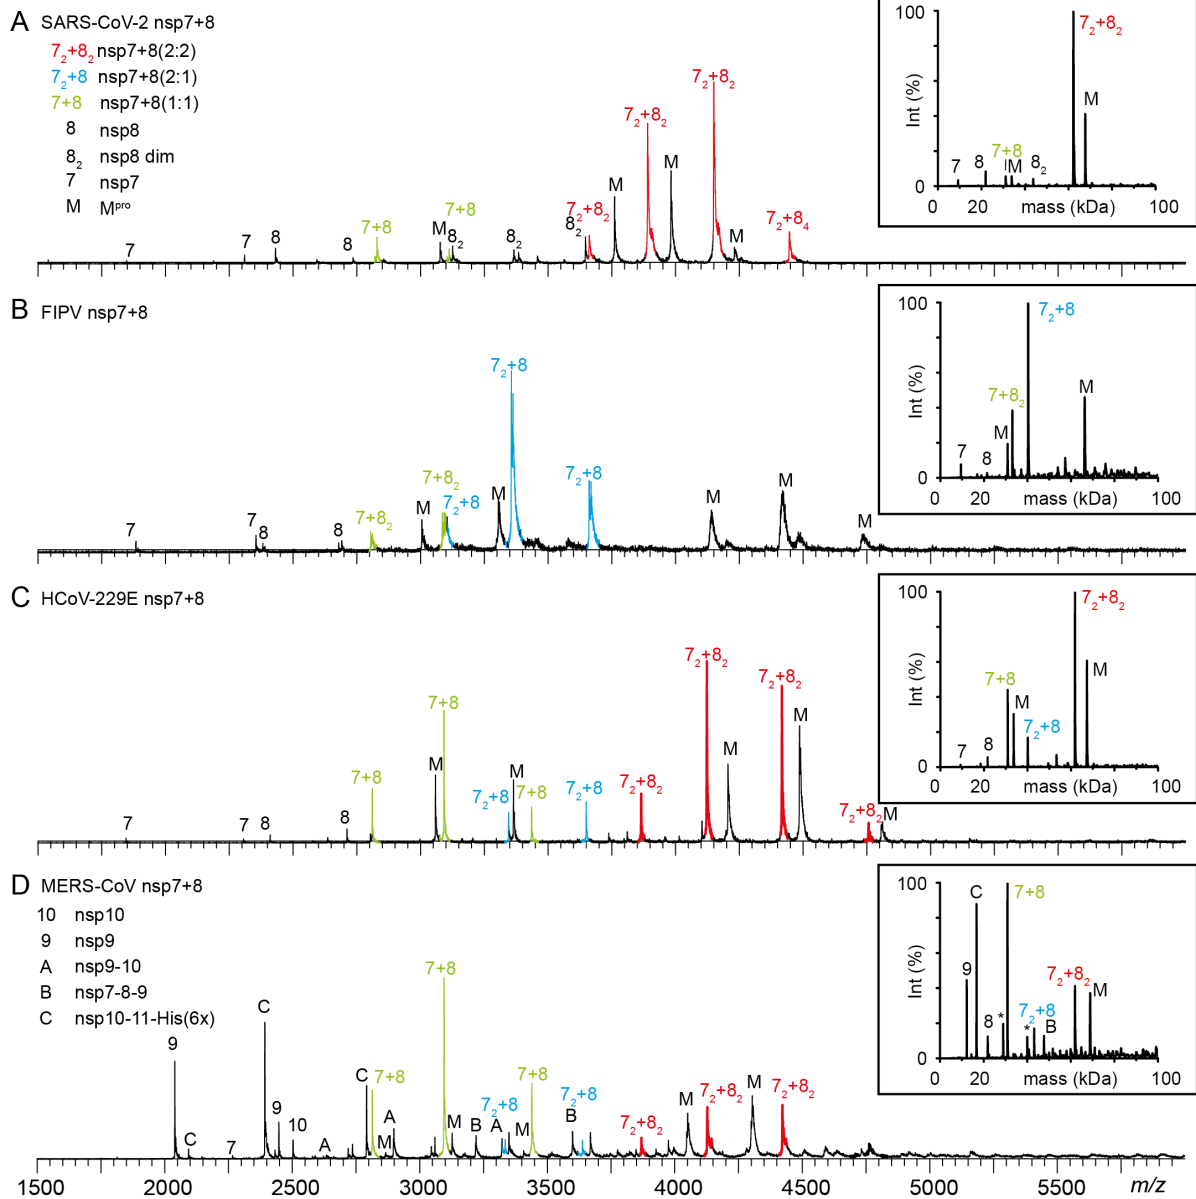 A SARS-CoV-2 nsp7+8
7₂+8₂ nsp7+8(2:2)
7₂+8 nsp7+8(2:1)
7+8 nsp7+8(1:1)
8 nsp8
8₂ nsp8 dim
7 nsp7
M Mᵖʳᵒ
7 7 8 8 7+8 M 7+8 8₂ 8₂ 8₂ 7₂+8₂ M 7₂+8₂ M 7₂+8₂ M 7₂+8₄
100
Int (%)
0
7 8 7+8 M 8₂ 7₂+8₂ M
0 20 mass (kDa) 100
B FIPV nsp7+8
7 7 8 8 7+8₂ M 7+8₂ 7₂+8 M 7₂+8 7₂+8 M M M
100
Int (%)
0
7 8 M 7+8₂ 7₂+8 M
0 20 mass (kDa) 100
C HCoV-229E nsp7+8
7 7 8 8 7+8 M 7+8 7₂+8 M 7+8 7₂+8 7₂+8₂ 7₂+8₂ M 7₂+8₂ M 7₂+8₂ M
100
Int (%)
0
7 8 7+8 M 7₂+8 7₂+8₂ M
0 20 mass (kDa) 100
D MERS-CoV nsp7+8
10 nsp10
9 nsp9
A nsp9-10
B nsp7-8-9
C nsp10-11-His(6x)
9 C 7 C 9 10 A C 7+8 M A 7+8 M B A 7₂+8 M 7+8 B 7₂+8 7₂+8₂ M 7₂+8₂ M 7₂+8₂
100
Int (%)
0
9 C 8 * 7+8 * 7₂+8 B 7₂+8₂ M
0 20 mass (kDa) 100
1500 2000 2500 3000 3500 4000 4500 5000 5500 m/z